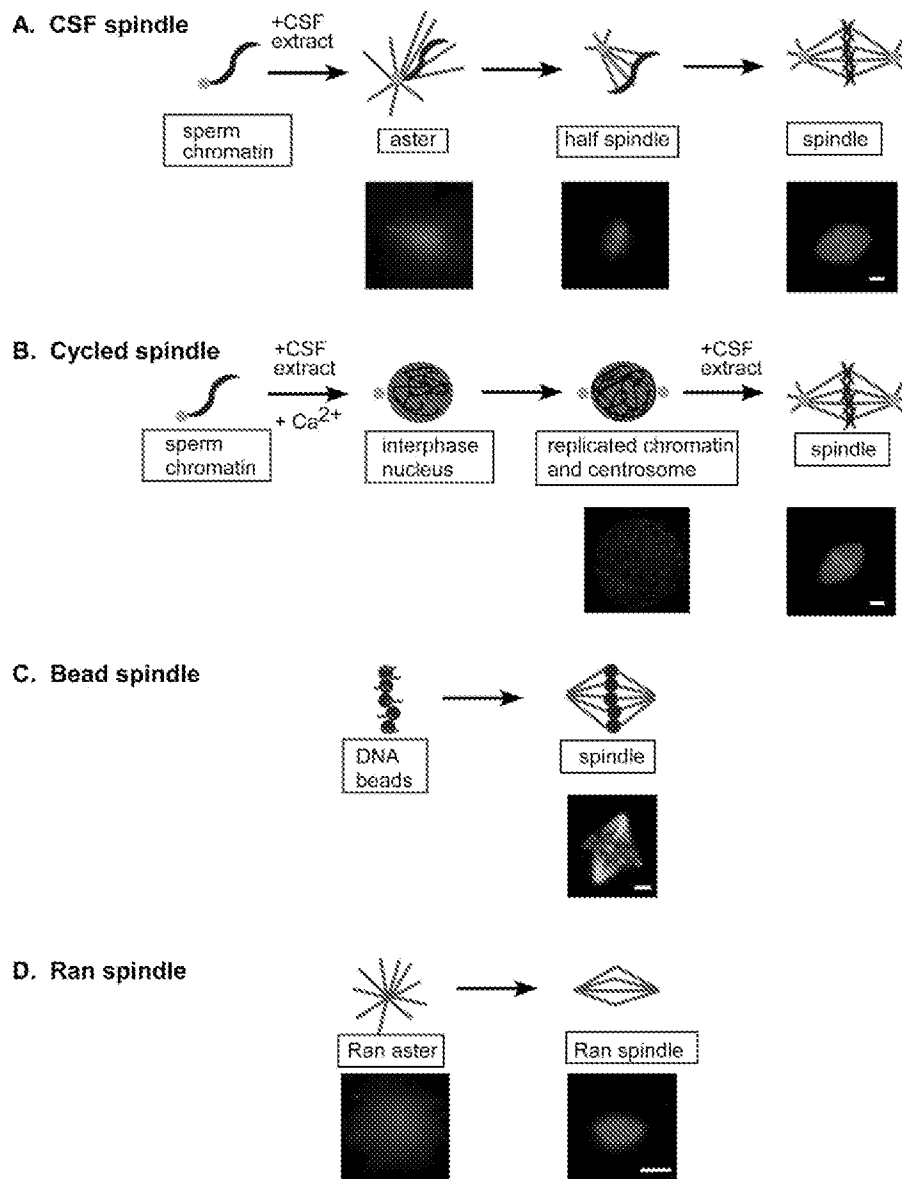 A. CSF spindle
+CSF
extract
sperm
chromatin
aster
half spindle
spindle
B. Cycled spindle
+CSF
extract
+ Ca2+
+CSF
extract
sperm
chromatin
interphase
nucleus
replicated chromatin
and centrosome
spindle
C. Bead spindle
DNA
beads
spindle
D. Ran spindle
Ran aster
Ran spindle